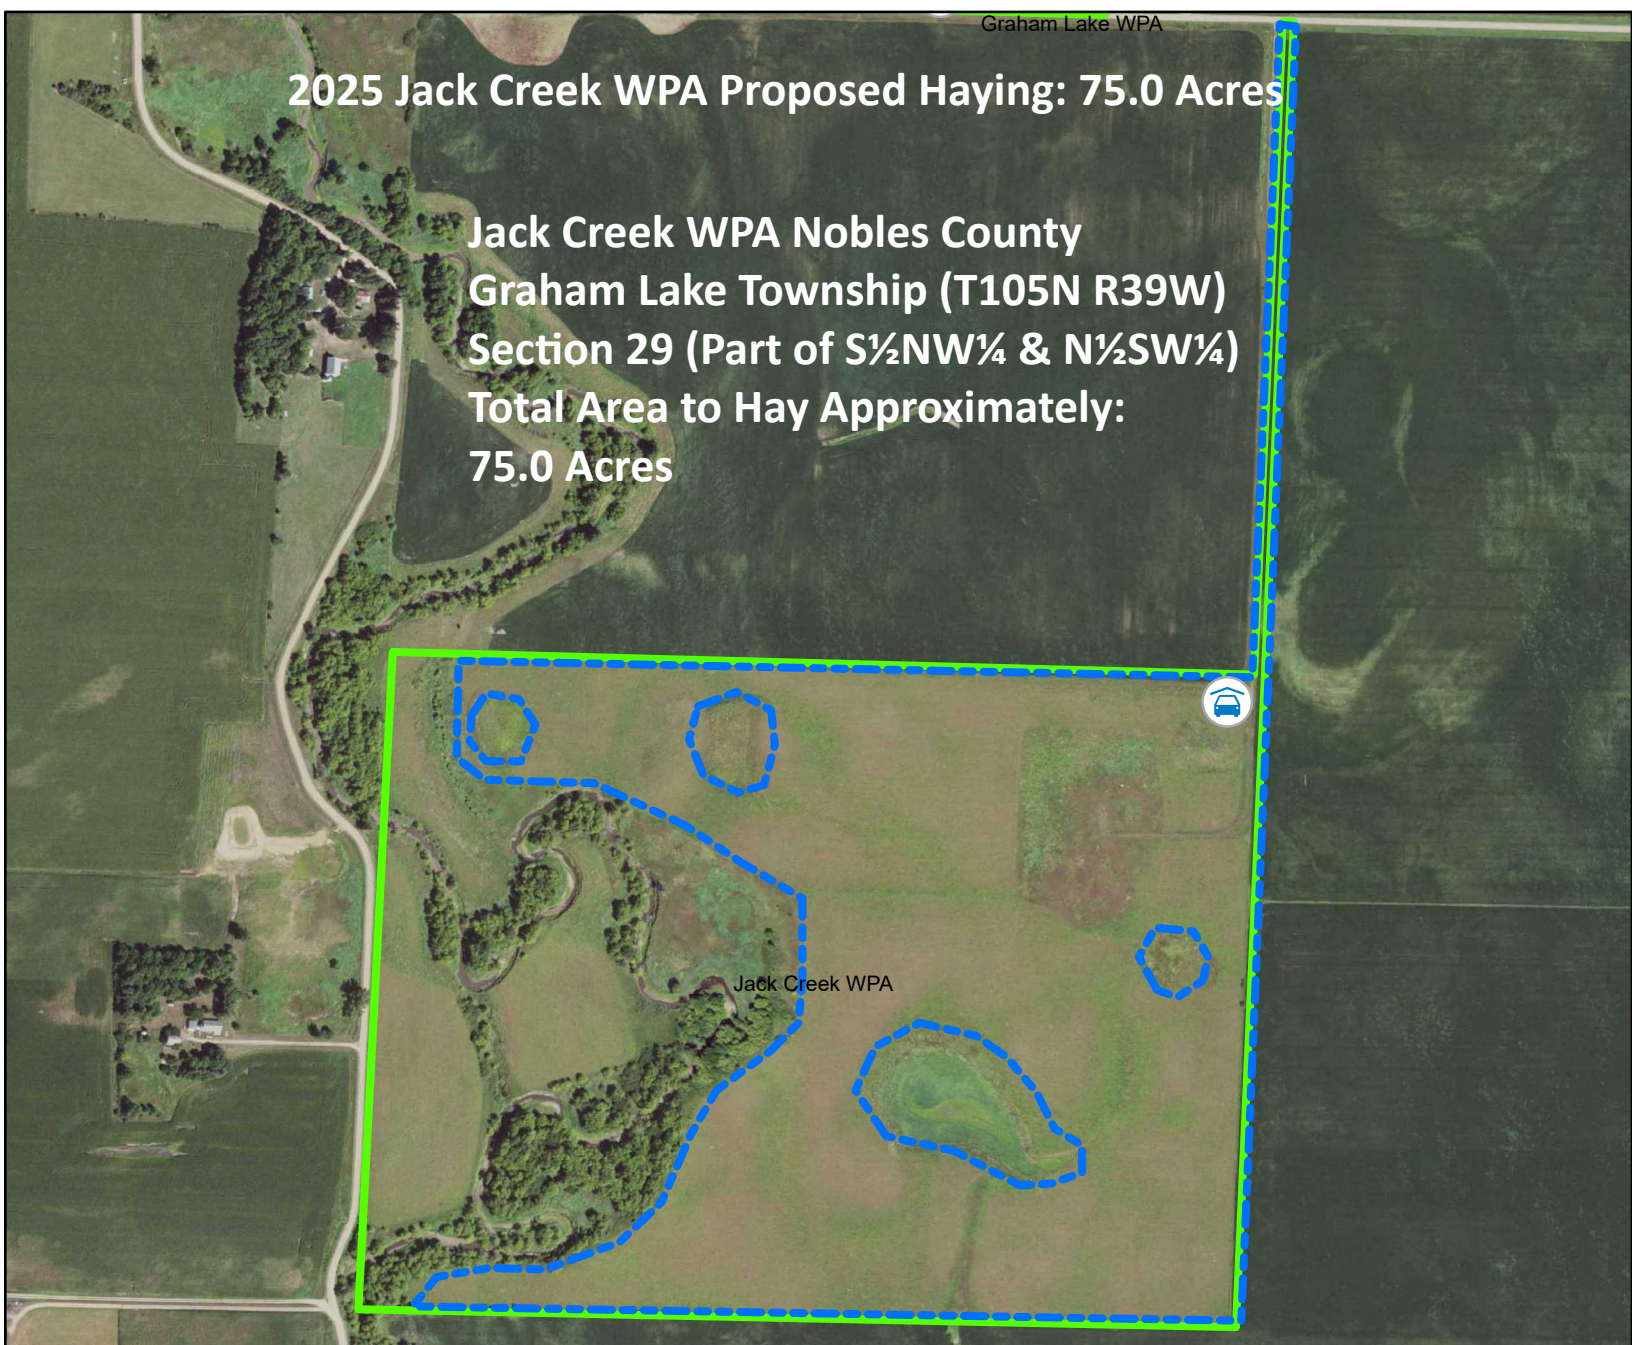 Graham Lake WPA
2025 Jack Creek WPA Proposed Haying: 75.0 Acres
Jack Creek WPA Nobles County
Graham Lake Township (T105N R39W)
Section 29 (Part of S½NW¼ & N½SW¼)
Total Area to Hay Approximately:
75.0 Acres
Jack Creek WPA